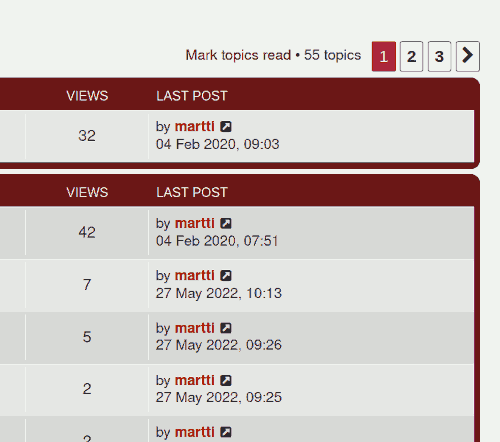 Mark topics read • 55 topics 1 2 3
VIEWS LAST POST
32 by martti
04 Feb 2020, 09:03
VIEWS LAST POST
42 by martti
04 Feb 2020, 07:51
7 by martti
27 May 2022, 10:13
5 by martti
27 May 2022, 09:26
2 by martti
27 May 2022, 09:25
2 by martti